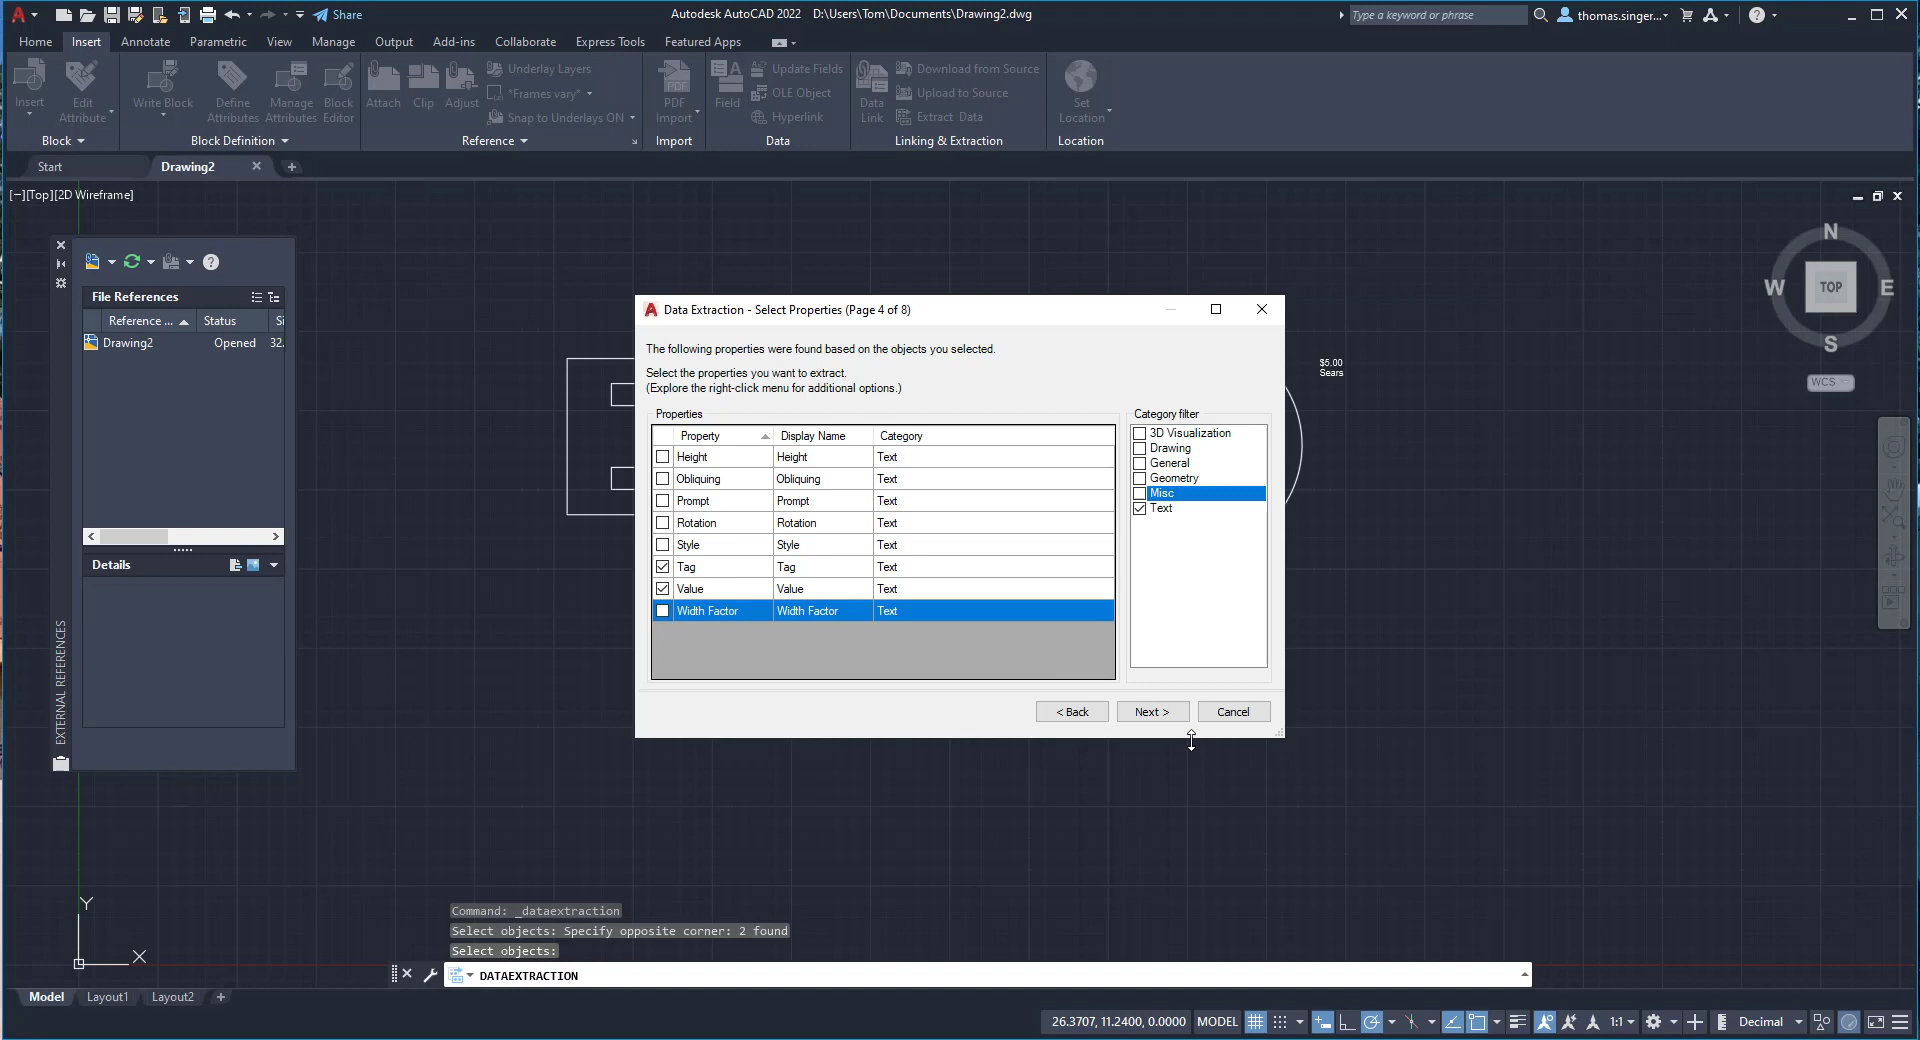 Share
Autodesk AutoCAD 2022 D:\Users\Tom\Documents\Drawing2.dwg
Type a keyword or phrase
thomas.singer...
Home Insert Annotate Parametric View Manage Output Add-ins Collaborate Express Tools Featured Apps
Insert
Edit Attribute
Write Block
Define Attributes
Manage Attributes
Block Editor
Attach
Clip
Adjust
Underlay Layers
*Frames vary*
Snap to Underlays ON
PDF
PDF Import
Field
Update Fields
OLE Object
Hyperlink
Data Link
Download from Source
Upload to Source
Extract Data
Set Location
Block
Block Definition
Reference
Import
Data
Linking & Extraction
Location
Start
Drawing2
[−][Top][2D Wireframe]
N
W
TOP
E
S
WCS
File References
Reference ... Status Si
Drawing2 Opened 32.
Details
EXTERNAL REFERENCES
$5.00
Sears
Data Extraction - Select Properties (Page 4 of 8)
The following properties were found based on the objects you selected.
Select the properties you want to extract.
(Explore the right-click menu for additional options.)
Properties
Property Display Name Category
Height Height Text
Obliquing Obliquing Text
Prompt Prompt Text
Rotation Rotation Text
Style Style Text
Tag Tag Text
Value Value Text
Width Factor Width Factor Text
Category filter
3D Visualization
Drawing
General
Geometry
Misc
Text
< Back
Next >
Cancel
Y
X
Command: _dataextraction
Select objects: Specify opposite corner: 2 found
Select objects:
DATAEXTRACTION
Model Layout1 Layout2
26.3707, 11.2400, 0.0000 MODEL 1:1 Decimal